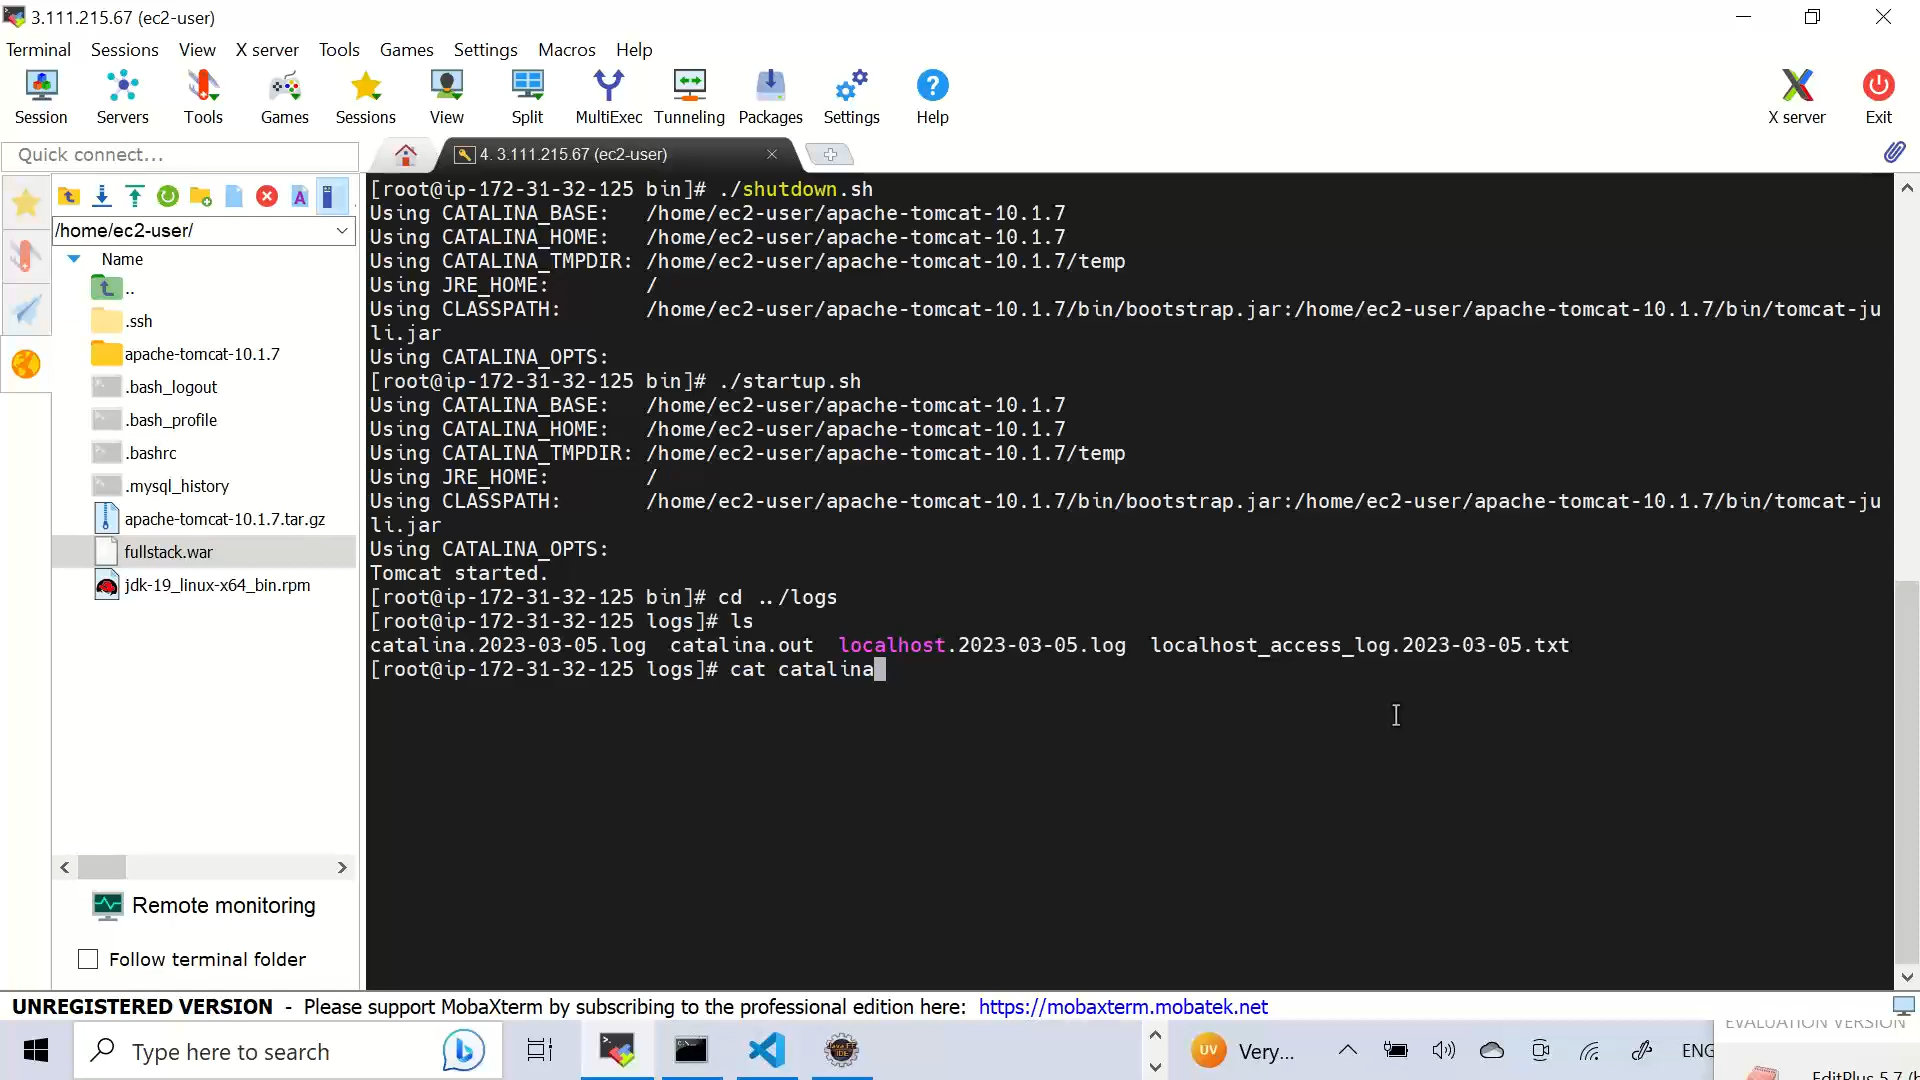 3.111.215.67 (ec2-user)
Terminal Sessions View X server Tools Games Settings Macros Help
Session Servers Tools Games Sessions View Split MultiExec Tunneling Packages Settings Help X server Exit
Quick connect...
4. 3.111.215.67 (ec2-user)
/home/ec2-user/
Name
..
.ssh
apache-tomcat-10.1.7
.bash_logout
.bash_profile
.bashrc
.mysql_history
apache-tomcat-10.1.7.tar.gz
fullstack.war
jdk-19_linux-x64_bin.rpm
Remote monitoring
Follow terminal folder
[root@ip-172-31-32-125 bin]# ./shutdown.sh
Using CATALINA_BASE:   /home/ec2-user/apache-tomcat-10.1.7
Using CATALINA_HOME:   /home/ec2-user/apache-tomcat-10.1.7
Using CATALINA_TMPDIR: /home/ec2-user/apache-tomcat-10.1.7/temp
Using JRE_HOME:        /
Using CLASSPATH:       /home/ec2-user/apache-tomcat-10.1.7/bin/bootstrap.jar:/home/ec2-user/apache-tomcat-10.1.7/bin/tomcat-ju
li.jar
Using CATALINA_OPTS:
[root@ip-172-31-32-125 bin]# ./startup.sh
Using CATALINA_BASE:   /home/ec2-user/apache-tomcat-10.1.7
Using CATALINA_HOME:   /home/ec2-user/apache-tomcat-10.1.7
Using CATALINA_TMPDIR: /home/ec2-user/apache-tomcat-10.1.7/temp
Using JRE_HOME:        /
Using CLASSPATH:       /home/ec2-user/apache-tomcat-10.1.7/bin/bootstrap.jar:/home/ec2-user/apache-tomcat-10.1.7/bin/tomcat-ju
li.jar
Using CATALINA_OPTS:
Tomcat started.
[root@ip-172-31-32-125 bin]# cd ../logs
[root@ip-172-31-32-125 logs]# ls
catalina.2023-03-05.log  catalina.out  localhost.2023-03-05.log  localhost_access_log.2023-03-05.txt
[root@ip-172-31-32-125 logs]# cat catalina
UNREGISTERED VERSION - Please support MobaXterm by subscribing to the professional edition here: https://mobaxterm.mobatek.net
Type here to search
UV Very... ENG
EVALUATION VERSION
EditPlus 5.7